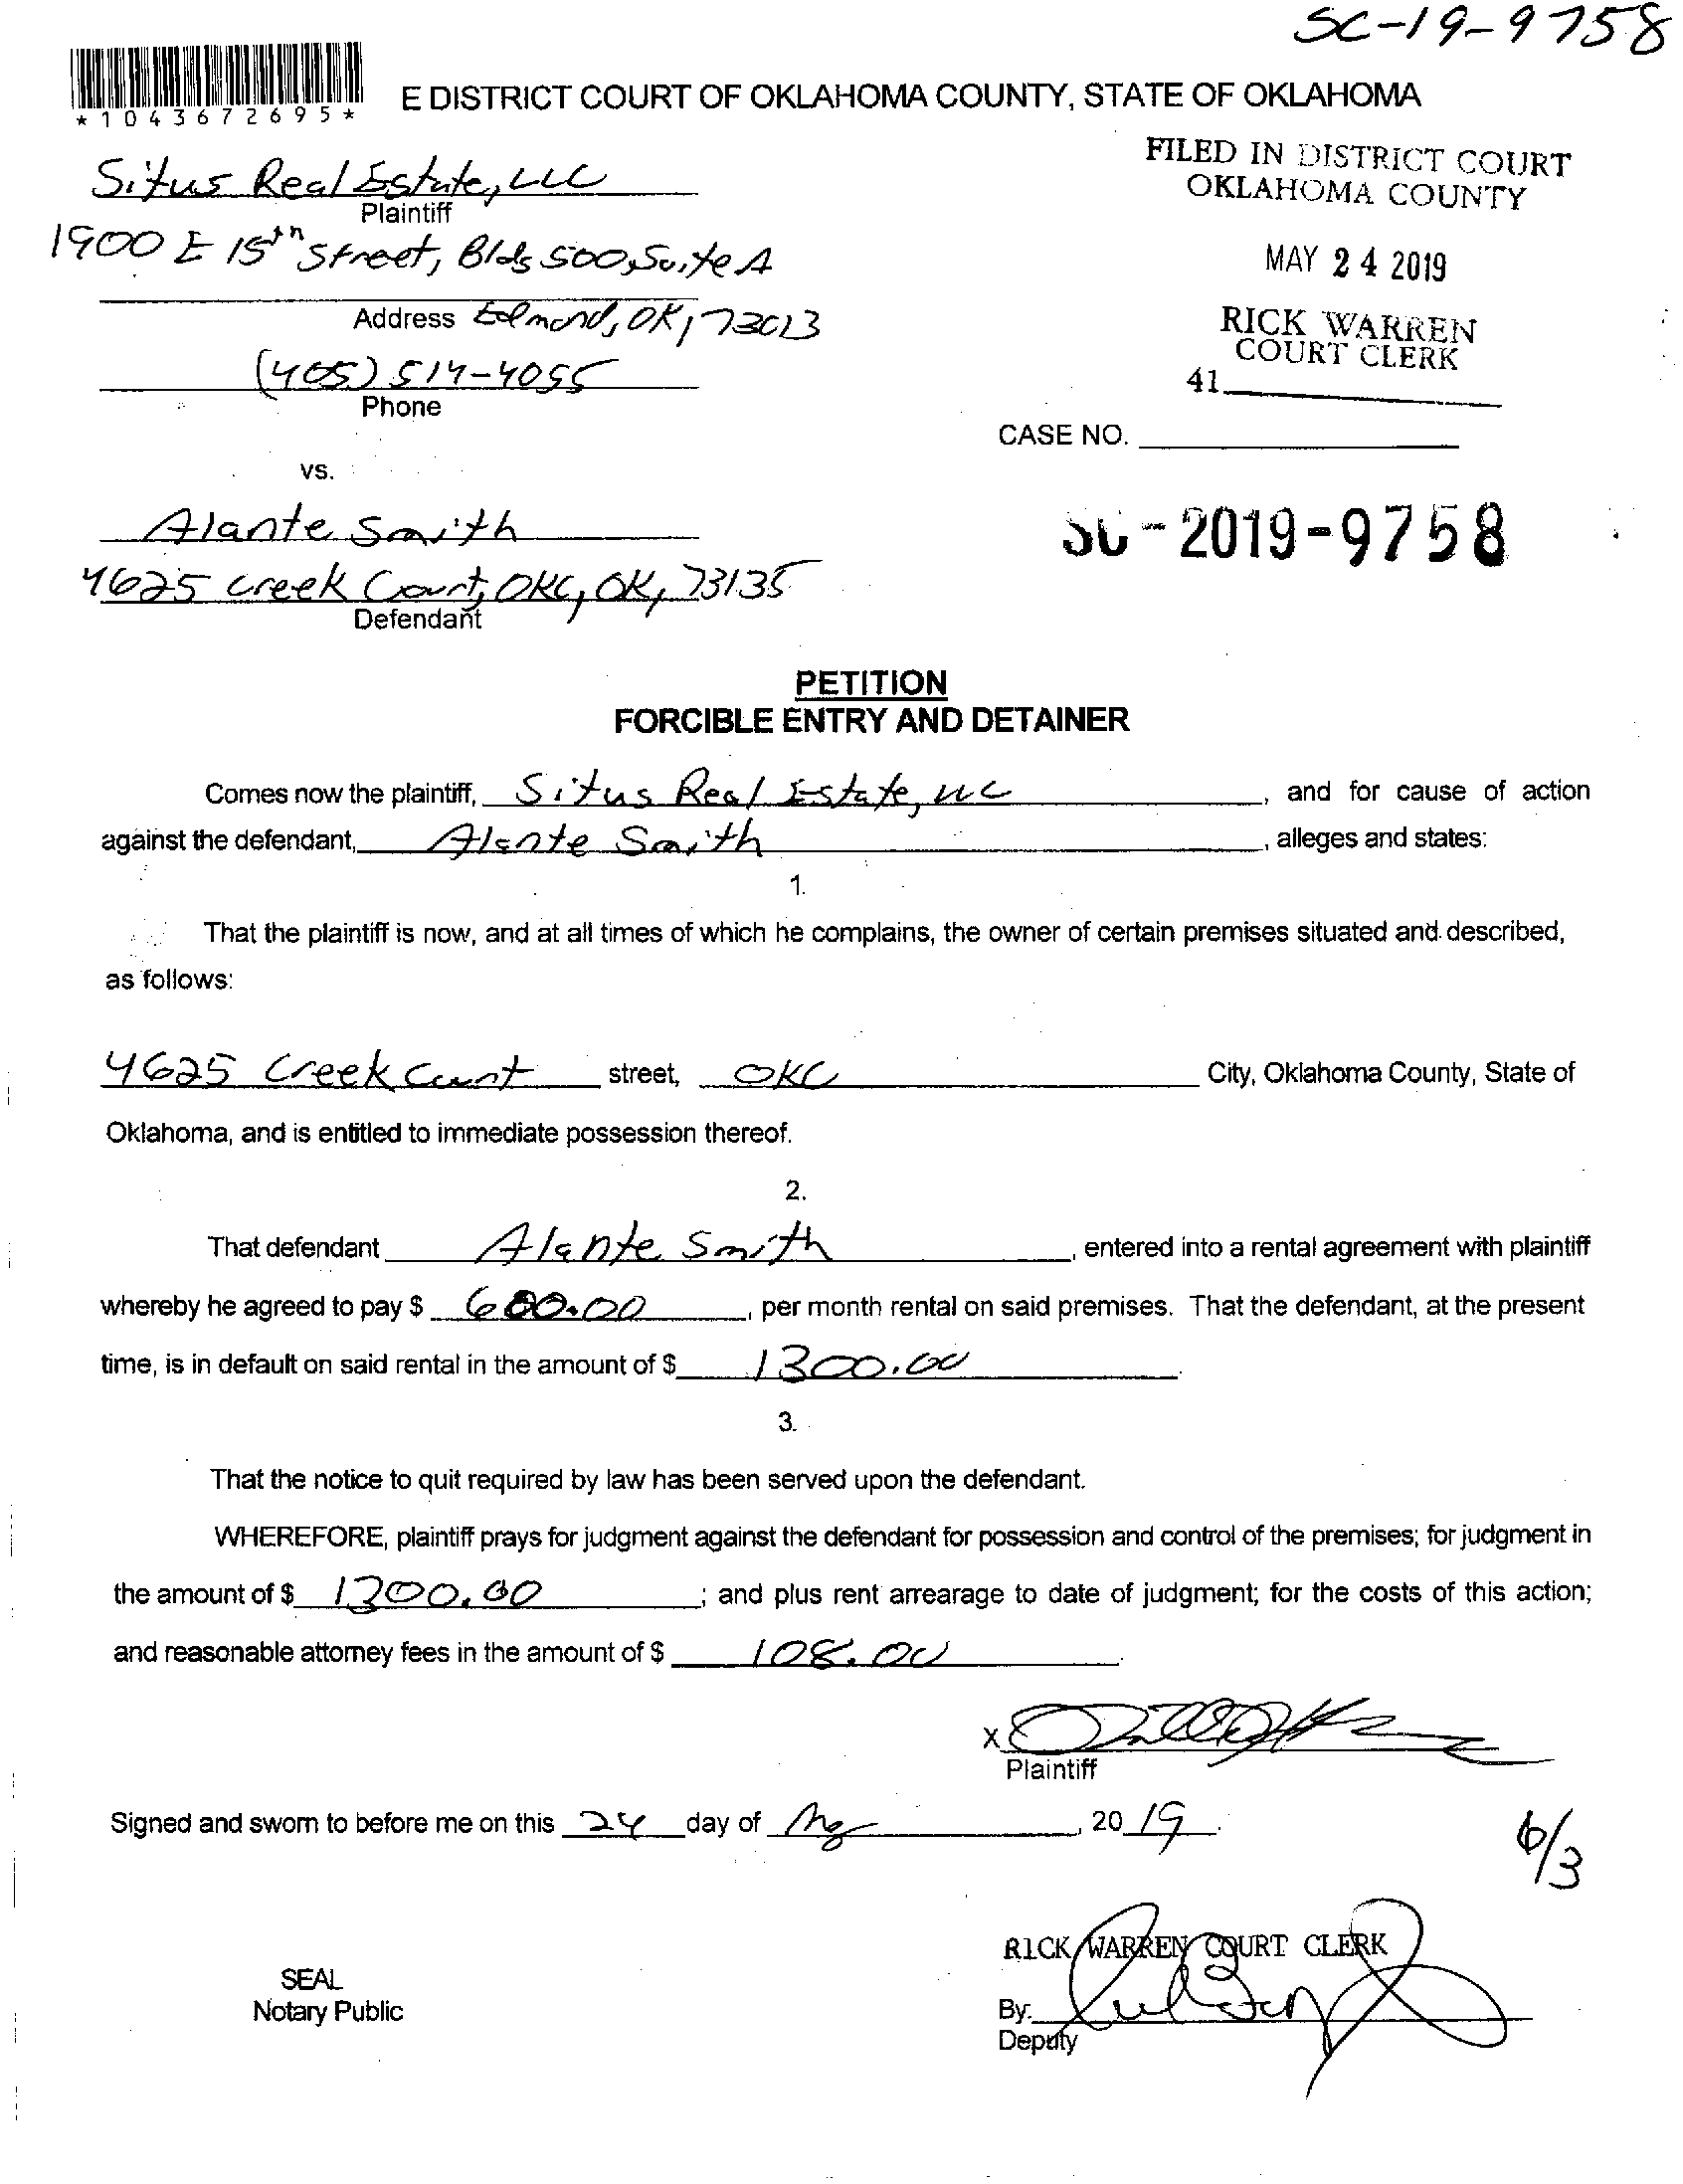 SC-19-9758
*1043672695*
E DISTRICT COURT OF OKLAHOMA COUNTY, STATE OF OKLAHOMA
FILED IN DISTRICT COURT
OKLAHOMA COUNTY
MAY 24 2019
RICK WARREN
COURT CLERK
41
Situs Real Estate, LLC
Plaintiff
1900 E 15th Street, Bldg 500, Suite A
Address Edmond, OK, 73013
(405) 514-4055
Phone
CASE NO.
vs.
SC-2019-9758
Alante Smith
4625 Creek Court, OKC, OK, 73135
Defendant
PETITION
FORCIBLE ENTRY AND DETAINER
Comes now the plaintiff, Situs Real Estate, LLC, and for cause of action
against the defendant, Alante Smith, alleges and states:
1.
That the plaintiff is now, and at all times of which he complains, the owner of certain premises situated and described,
as follows:
4625 Creek Court street, OKC City, Oklahoma County, State of
Oklahoma, and is entitled to immediate possession thereof.
2.
That defendant Alante Smith, entered into a rental agreement with plaintiff
whereby he agreed to pay $ , per month rental on said premises. That the defendant, at the present
time, is in default on said rental in the amount of $ 1300.00.
3.
That the notice to quit required by law has been served upon the defendant.
WHEREFORE, plaintiff prays for judgment against the defendant for possession and control of the premises; for judgment in
the amount of $ 1300.00; and plus rent arrearage to date of judgment; for the costs of this action;
and reasonable attorney fees in the amount of $ 108.00.
X
Plaintiff
Signed and sworn to before me on this 24 day of May, 2019.
6/3
RICK WARREN COURT CLERK
SEAL
Notary Public
By:
Deputy